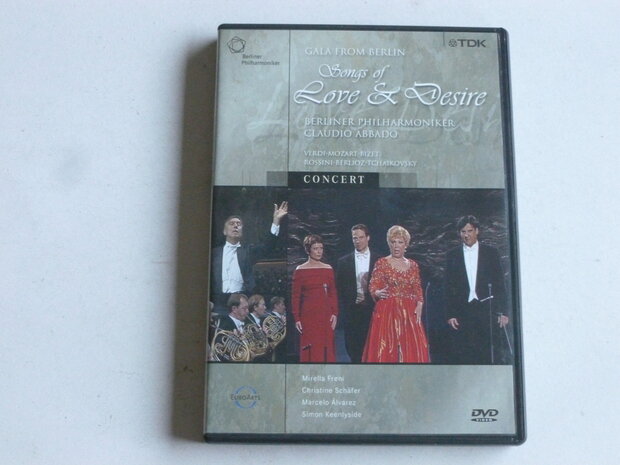 Berliner
Philharmoniker
TDK
GALA FROM BERLIN
Songs of
Love & Desire
BERLINER PHILHARMONIKER
CLAUDIO ABBADO
VERDI·MOZART·BIZET
ROSSINI·BERLIOZ·TCHAIKOVSKY
CONCERT
Mirella Freni
Christine Schäfer
Marcelo Álvarez
Simon Keenlyside
EUROARTS
DVD
VIDEO